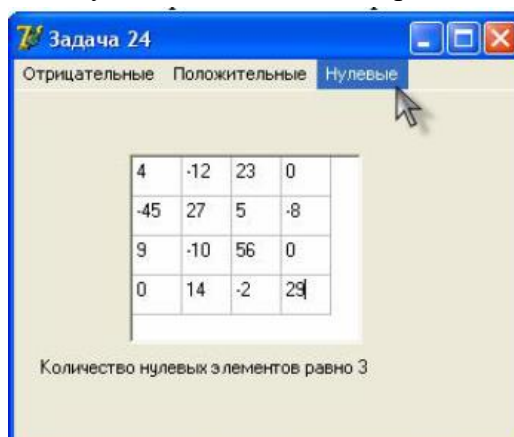 Задача 24
Отрицательные Положительные Нулевые
4 -12 23 0
-45 27 5 -8
9 -10 56 0
0 14 -2 29
Количество нулевых элементов равно 3